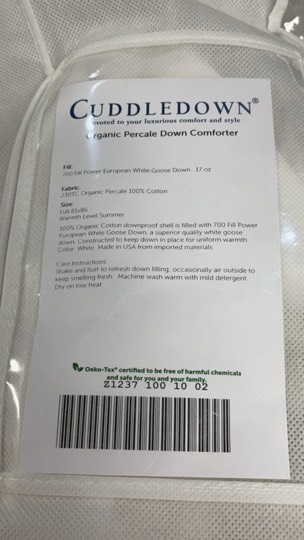 CUDDLEDOWN®
evoted to your luxurious comfort and style
Organic Percale Down Comforter
Fill:
700 Fill Power European White Goose Down 17 oz
Fabric:
230TC Organic Percale 100% Cotton
Size:
Full 81x86
Warmth Level Summer
100% Organic Cotton downproof shell is filled with 700 Fill Power
European White Goose Down, a superior quality white goose
down. Constructed to keep down in place for uniform warmth.
Color: White. Made in USA from imported materials.
Care Instructions:
Shake and fluff to refresh down filling, occasionally air outside to
keep smelling fresh. Machine wash warm with mild detergent.
Dry on low heat
Oeko-Tex® certified to be free of harmful chemicals
and safe for you and your family.
Z1237 100 10 02